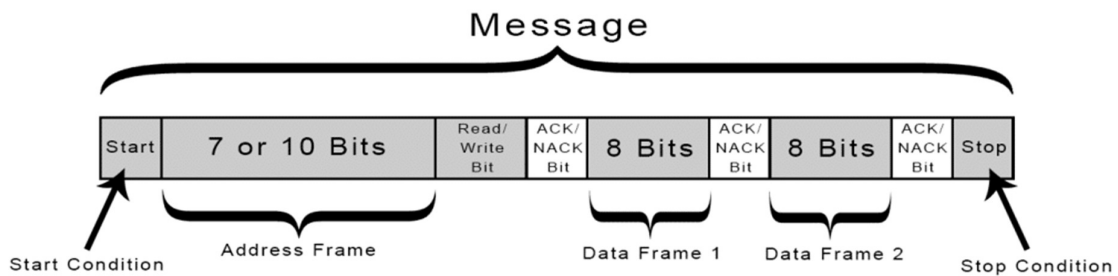 Message
Start
7 or 10 Bits
Read/
Write
Bit
ACK/
NACK
Bit
8 Bits
ACK/
NACK
Bit
8 Bits
ACK/
NACK
Bit
Stop
Start Condition
Address Frame
Data Frame 1
Data Frame 2
Stop Condition